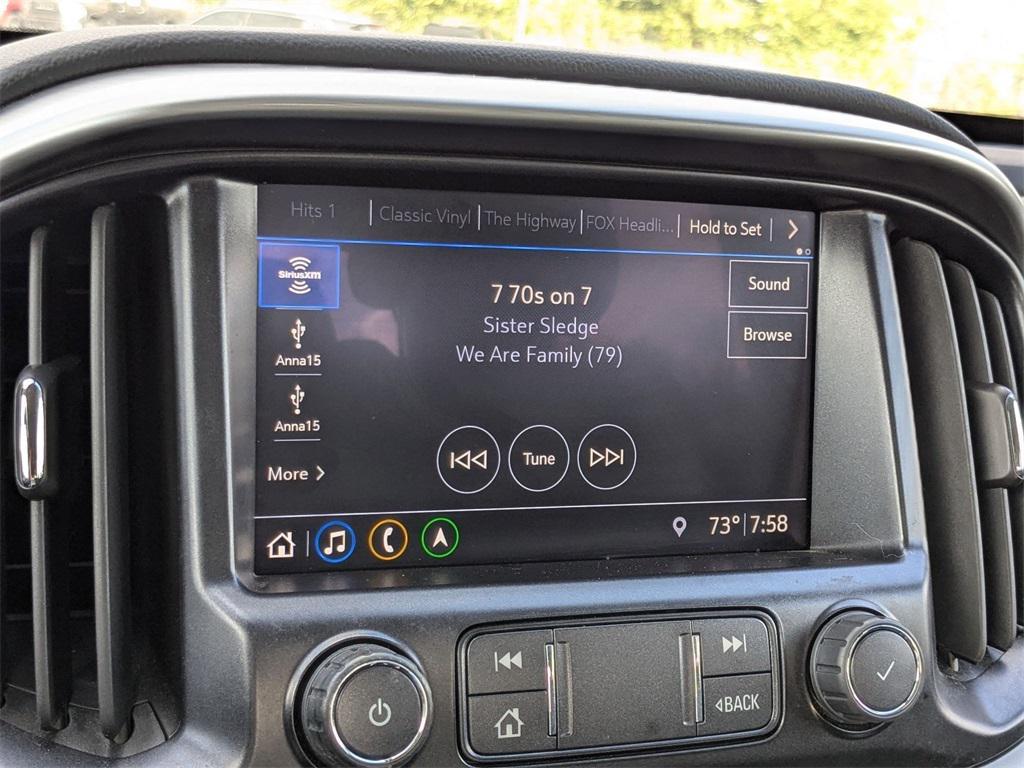 Hits 1 | Classic Vinyl | The Highway | FOX Headli... | Hold to Set |
SiriusXM
7 70s on 7
Sound
Sister Sledge
Browse
We Are Family (79)
Anna15
Anna15
Tune
More
73° | 7:58
BACK